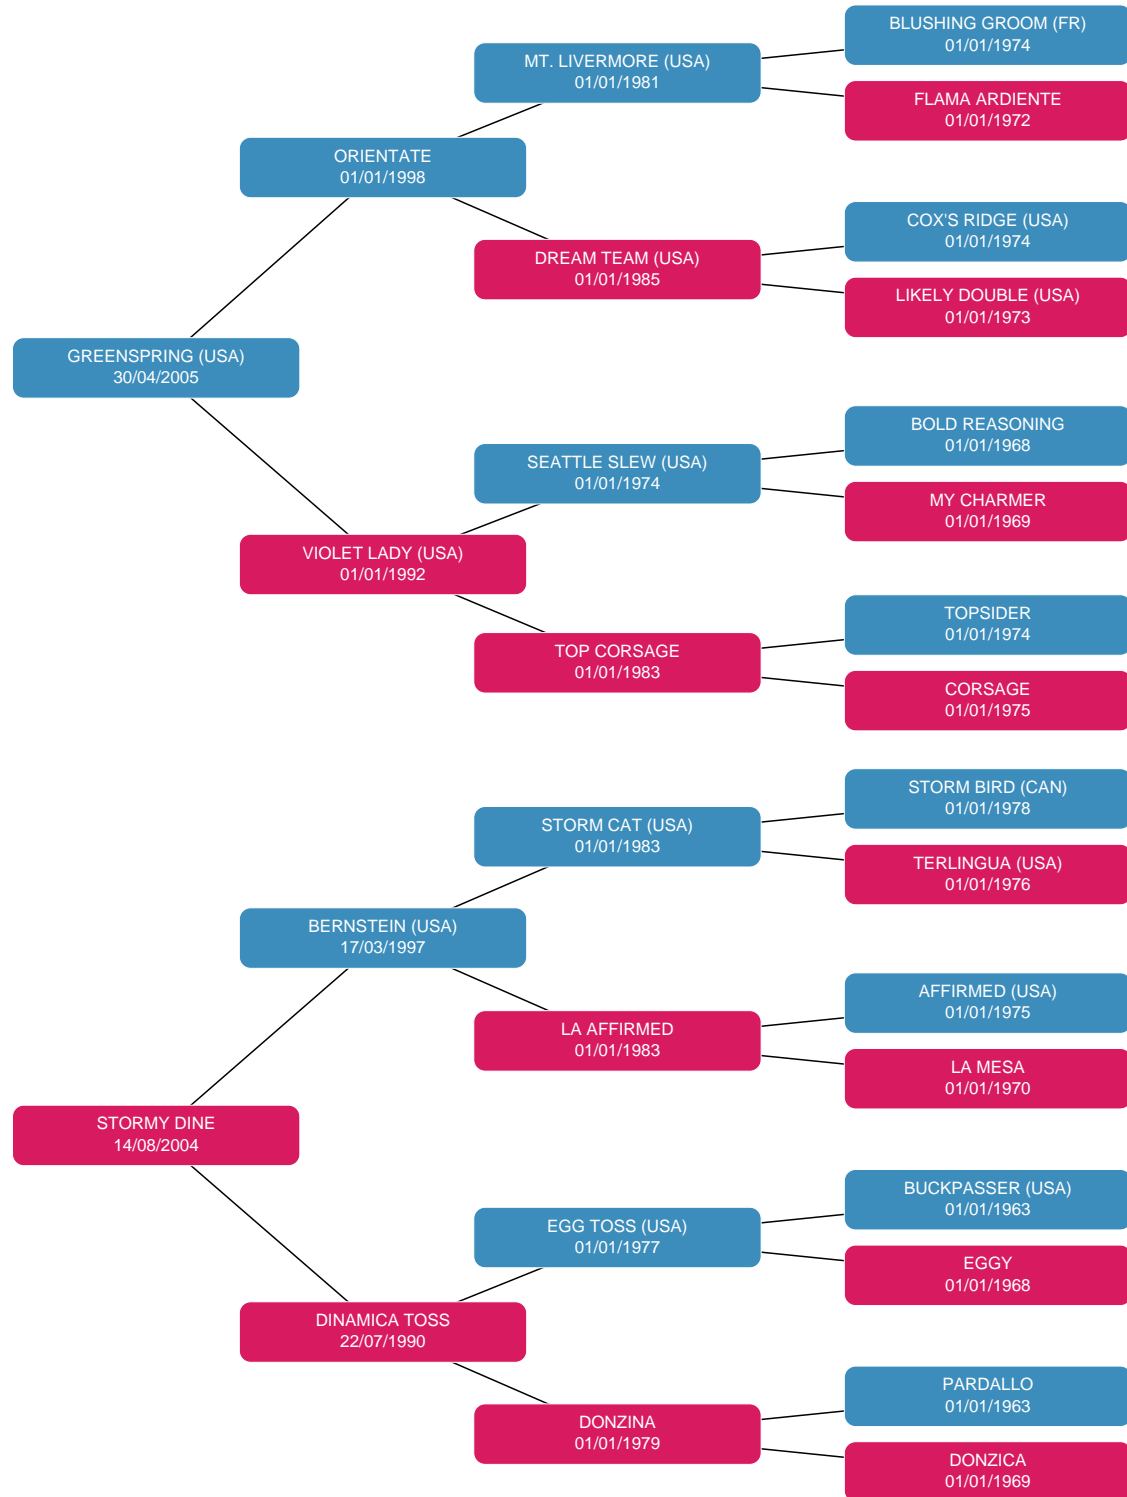 BLUSHING GROOM (FR)
01/01/1974
MT. LIVERMORE (USA)
01/01/1981
FLAMA ARDIENTE
01/01/1972
ORIENTATE
01/01/1998
COX'S RIDGE (USA)
01/01/1974
DREAM TEAM (USA)
01/01/1985
LIKELY DOUBLE (USA)
01/01/1973
GREENSPRING (USA)
30/04/2005
BOLD REASONING
01/01/1968
SEATTLE SLEW (USA)
01/01/1974
MY CHARMER
01/01/1969
VIOLET LADY (USA)
01/01/1992
TOPSIDER
01/01/1974
TOP CORSAGE
01/01/1983
CORSAGE
01/01/1975
STORM BIRD (CAN)
01/01/1978
STORM CAT (USA)
01/01/1983
TERLINGUA (USA)
01/01/1976
BERNSTEIN (USA)
17/03/1997
AFFIRMED (USA)
01/01/1975
LA AFFIRMED
01/01/1983
LA MESA
01/01/1970
STORMY DINE
14/08/2004
BUCKPASSER (USA)
01/01/1963
EGG TOSS (USA)
01/01/1977
EGGY
01/01/1968
DINAMICA TOSS
22/07/1990
PARDALLO
01/01/1963
DONZINA
01/01/1979
DONZICA
01/01/1969